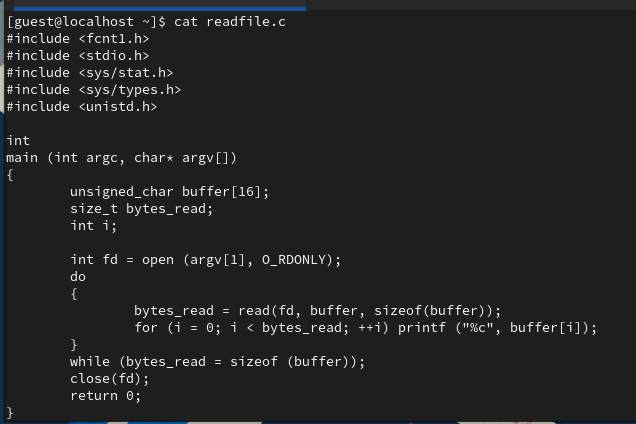 [guest@localhost ~]$ cat readfile.c
#include <fcnt1.h>
#include <stdio.h>
#include <sys/stat.h>
#include <sys/types.h>
#include <unistd.h>
int
main (int argc, char* argv[])
{
unsigned_char buffer[16];
size_t bytes_read;
int i;
int fd = open (argv[1], O_RDONLY);
do
{
bytes_read = read(fd, buffer, sizeof(buffer));
for (i = 0; i < bytes_read; ++i) printf ("%c", buffer[i]);
}
while (bytes_read = sizeof (buffer));
close(fd);
return 0;
}